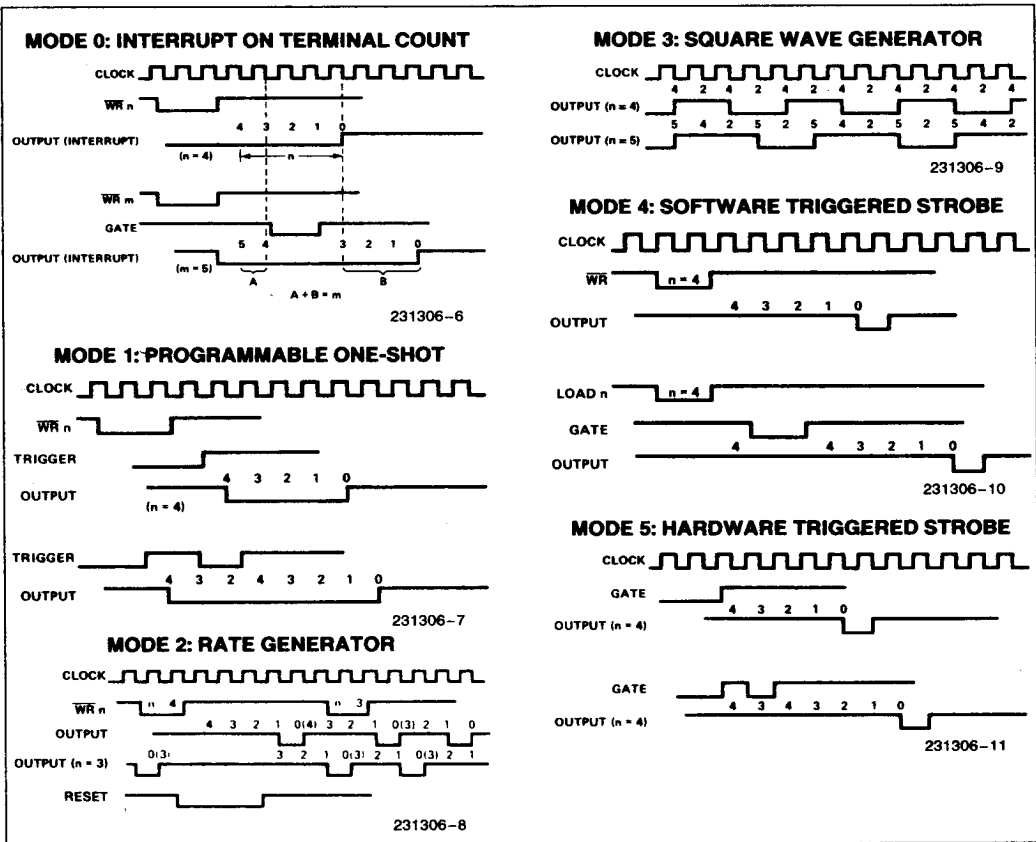 MODE 0: INTERRUPT ON TERMINAL COUNT
CLOCK
WR n
4 3 2 1 0
OUTPUT (INTERRUPT)
(n = 4) n
WR m
GATE
5 4 3 2 1 0
OUTPUT (INTERRUPT)
(m = 5)
A B
A + B = m
231306-6
MODE 1: PROGRAMMABLE ONE-SHOT
CLOCK
WR n
TRIGGER
4 3 2 1 0
OUTPUT
(n = 4)
TRIGGER
4 3 2 4 3 2 1 0
OUTPUT
231306-7
MODE 2: RATE GENERATOR
CLOCK
WR n n 4 n 3
4 3 2 1 0(4) 3 2 1 0(3) 2 1 0
OUTPUT
0(3) 3 2 1 0(3) 2 1 0(3) 2 1
OUTPUT (n = 3)
RESET
231306-8
MODE 3: SQUARE WAVE GENERATOR
CLOCK
4 2 4 2 4 2 4 2 4 2 4 2 4
OUTPUT (n = 4)
5 4 2 5 2 5 4 2 5 2 5 4 2
OUTPUT (n = 5)
231306-9
MODE 4: SOFTWARE TRIGGERED STROBE
CLOCK
WR n = 4
4 3 2 1 0
OUTPUT
LOAD n n = 4
GATE
4 4 3 2 1 0
OUTPUT
231306-10
MODE 5: HARDWARE TRIGGERED STROBE
CLOCK
GATE
4 3 2 1 0
OUTPUT (n = 4)
GATE
4 3 4 3 2 1 0
OUTPUT (n = 4)
231306-11